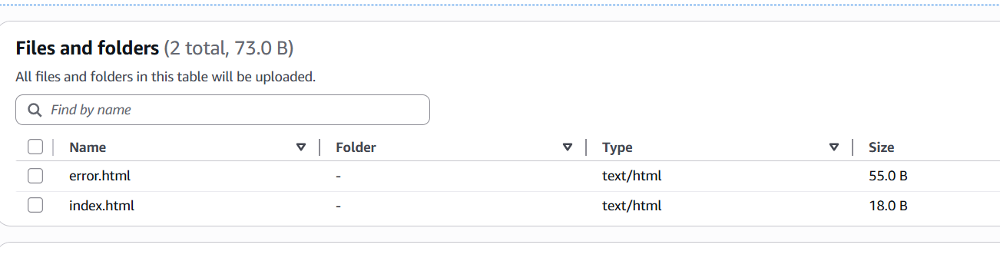 Files and folders (2 total, 73.0 B)
All files and folders in this table will be uploaded.
Find by name
Name Folder Type Size
error.html - text/html 55.0 B
index.html - text/html 18.0 B